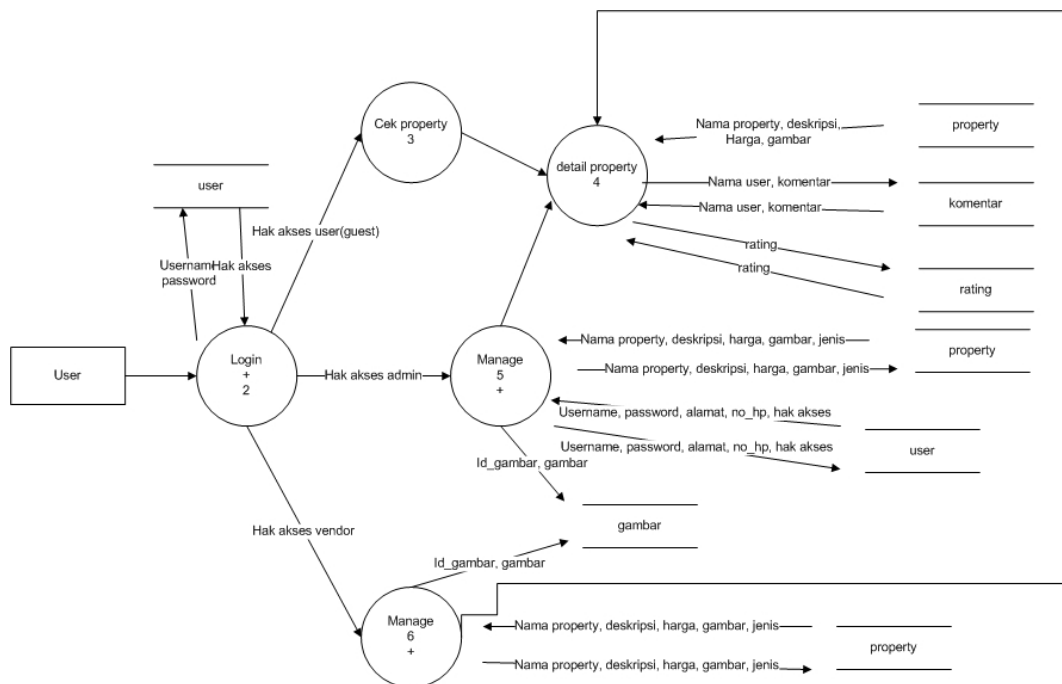 Cek property
3
detail property
4
Nama property, deskripsi,
Harga, gambar
property
user
Nama user, komentar
Nama user, komentar
komentar
Hak akses user(guest)
Username
password
Hak akses
rating
rating
rating
User
Login
+
2
Hak akses admin
Manage
5
+
Nama property, deskripsi, harga, gambar, jenis
Nama property, deskripsi, harga, gambar, jenis
property
Username, password, alamat, no_hp, hak akses
Username, password, alamat, no_hp, hak akses
user
Id_gambar, gambar
gambar
Hak akses vendor
Id_gambar, gambar
Manage
6
+
Nama property, deskripsi, harga, gambar, jenis
Nama property, deskripsi, harga, gambar, jenis
property